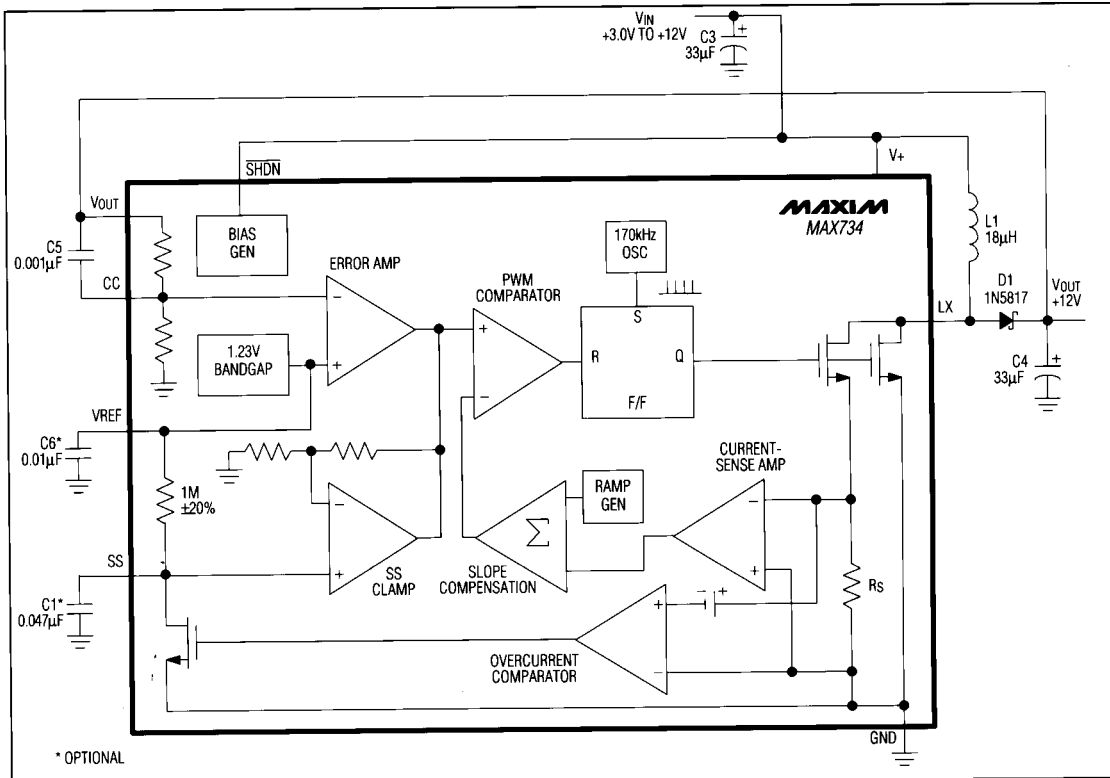 VIN
+3.0V TO +12V
C3
33µF
+
SHDN
V+
VOUT
MAXIM
MAX734
L1
18µH
C5
0.001µF
BIAS
GEN
170kHz
OSC
ERROR AMP
PWM
COMPARATOR
D1
1N5817
VOUT
+12V
CC
LX
S
R
Q
F/F
1.23V
BANDGAP
C4
33µF
+
VREF
C6*
0.01µF
CURRENT-
SENSE AMP
1M
±20%
RAMP
GEN
Σ
SS
SS
CLAMP
SLOPE
COMPENSATION
RS
C1*
0.047µF
OVERCURRENT
COMPARATOR
GND
* OPTIONAL